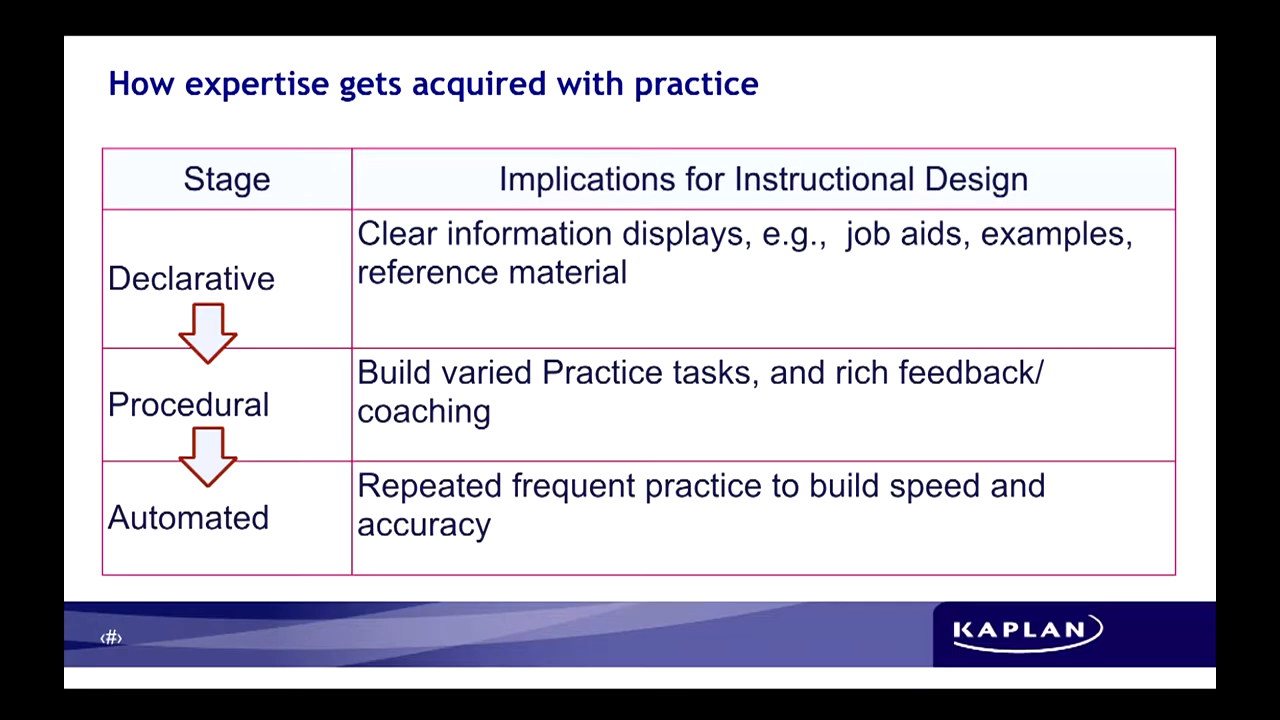 How expertise gets acquired with practice
Stage
Implications for Instructional Design
Declarative
Clear information displays, e.g.,  job aids, examples,
reference material
Procedural
Build varied Practice tasks, and rich feedback/
coaching
Automated
Repeated frequent practice to build speed and
accuracy
‹#›
KAPLAN